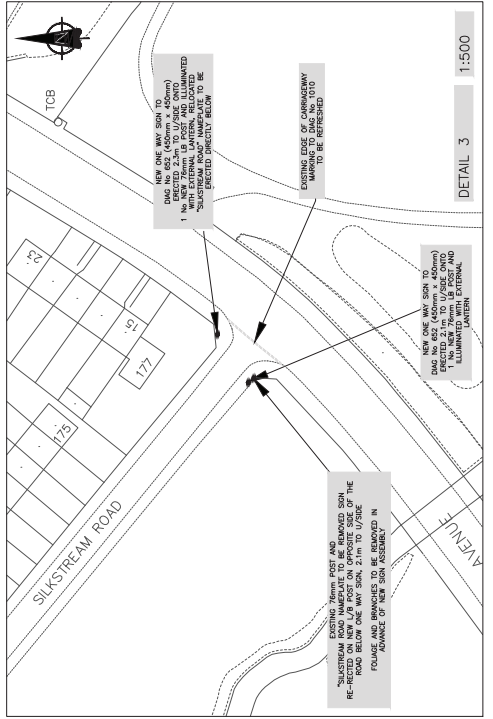 N
TCB
NEW ONE WAY SIGN TO
DIAG No 652 (450mm x 450mm)
ERECTED 2.3m TO U/SIDE ONTO
1 No NEW 76mm LB POST AND ILLUMINATED
WITH EXTERNAL LANTERN, RELOCATED
"SILKSTREAM ROAD" NAMEPLATE TO BE
ERECTED DIRECTLY BELOW
EXISTING EDGE OF CARRIAGEWAY
MARKING TO DIAG No 1010
TO BE REFRESHED
DETAIL 3
1:500
23
15
177
175
SILKSTREAM ROAD
NEW ONE WAY SIGN TO
DIAG No 652 (450mm x 450mm)
ERECTED 2.1m TO U/SIDE ONTO
1 No NEW 76mm LB POST AND
ILLUMINATED WITH EXTERNAL
LANTERN
EXISTING 76mm POST AND
"SILKSTREAM ROAD NAMEPLATE TO BE REMOVED SIGN
RE-RECTED ON NEW L/B POST ON OPPOSITE SIDE OF THE
ROAD BELOW ONE WAY SIGN, 2.1m TO U/SIDE
FOLIAGE AND BRANCHES TO BE REMOVED IN
ADVANCE OF NEW SIGN ASSEMBLY
AVENUE